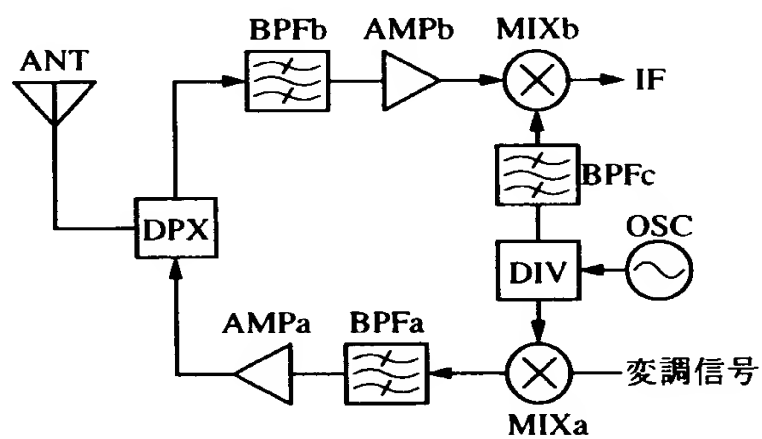 BPFb
AMPb
MIXb
ANT
IF
BPFc
OSC
DPX
DIV
AMPa
BPFa
変調信号
MIXa